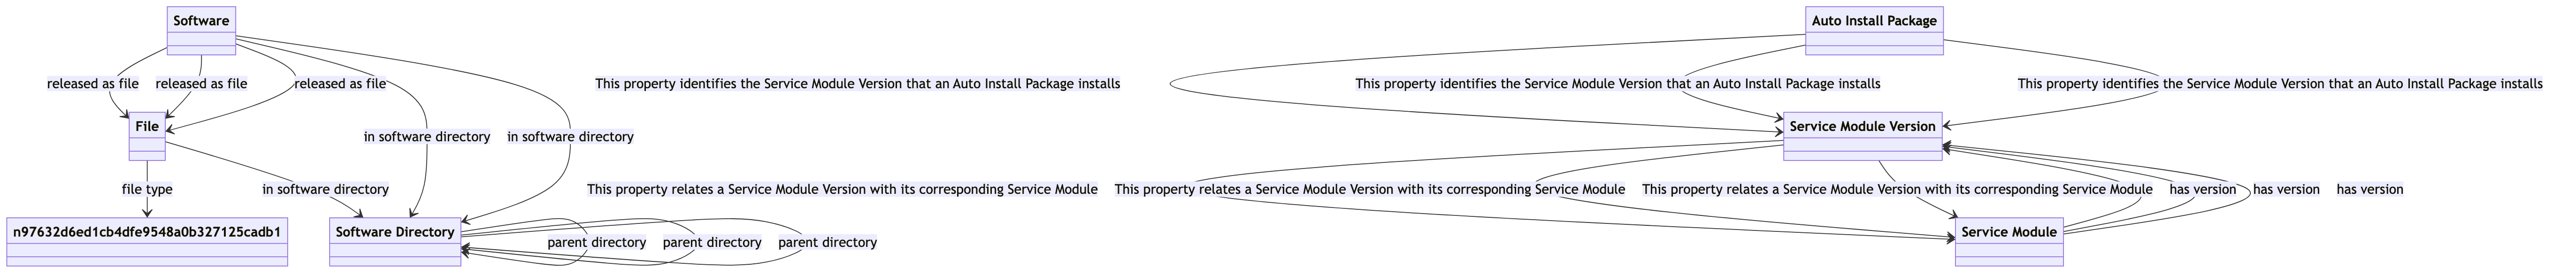 Software
Auto Install Package
released as file
released as file
released as file
This property identifies the Service Module Version that an Auto Install Package installs
This property identifies the Service Module Version that an Auto Install Package installs
This property identifies the Service Module Version that an Auto Install Package installs
File
in software directory
in software directory
Service Module Version
file type
in software directory
This property relates a Service Module Version with its corresponding Service Module
This property relates a Service Module Version with its corresponding Service Module
This property relates a Service Module Version with its corresponding Service Module
has version
has version
has version
n97632d6ed1cb4dfe9548a0b327125cadb1
Software Directory
parent directory
parent directory
parent directory
Service Module